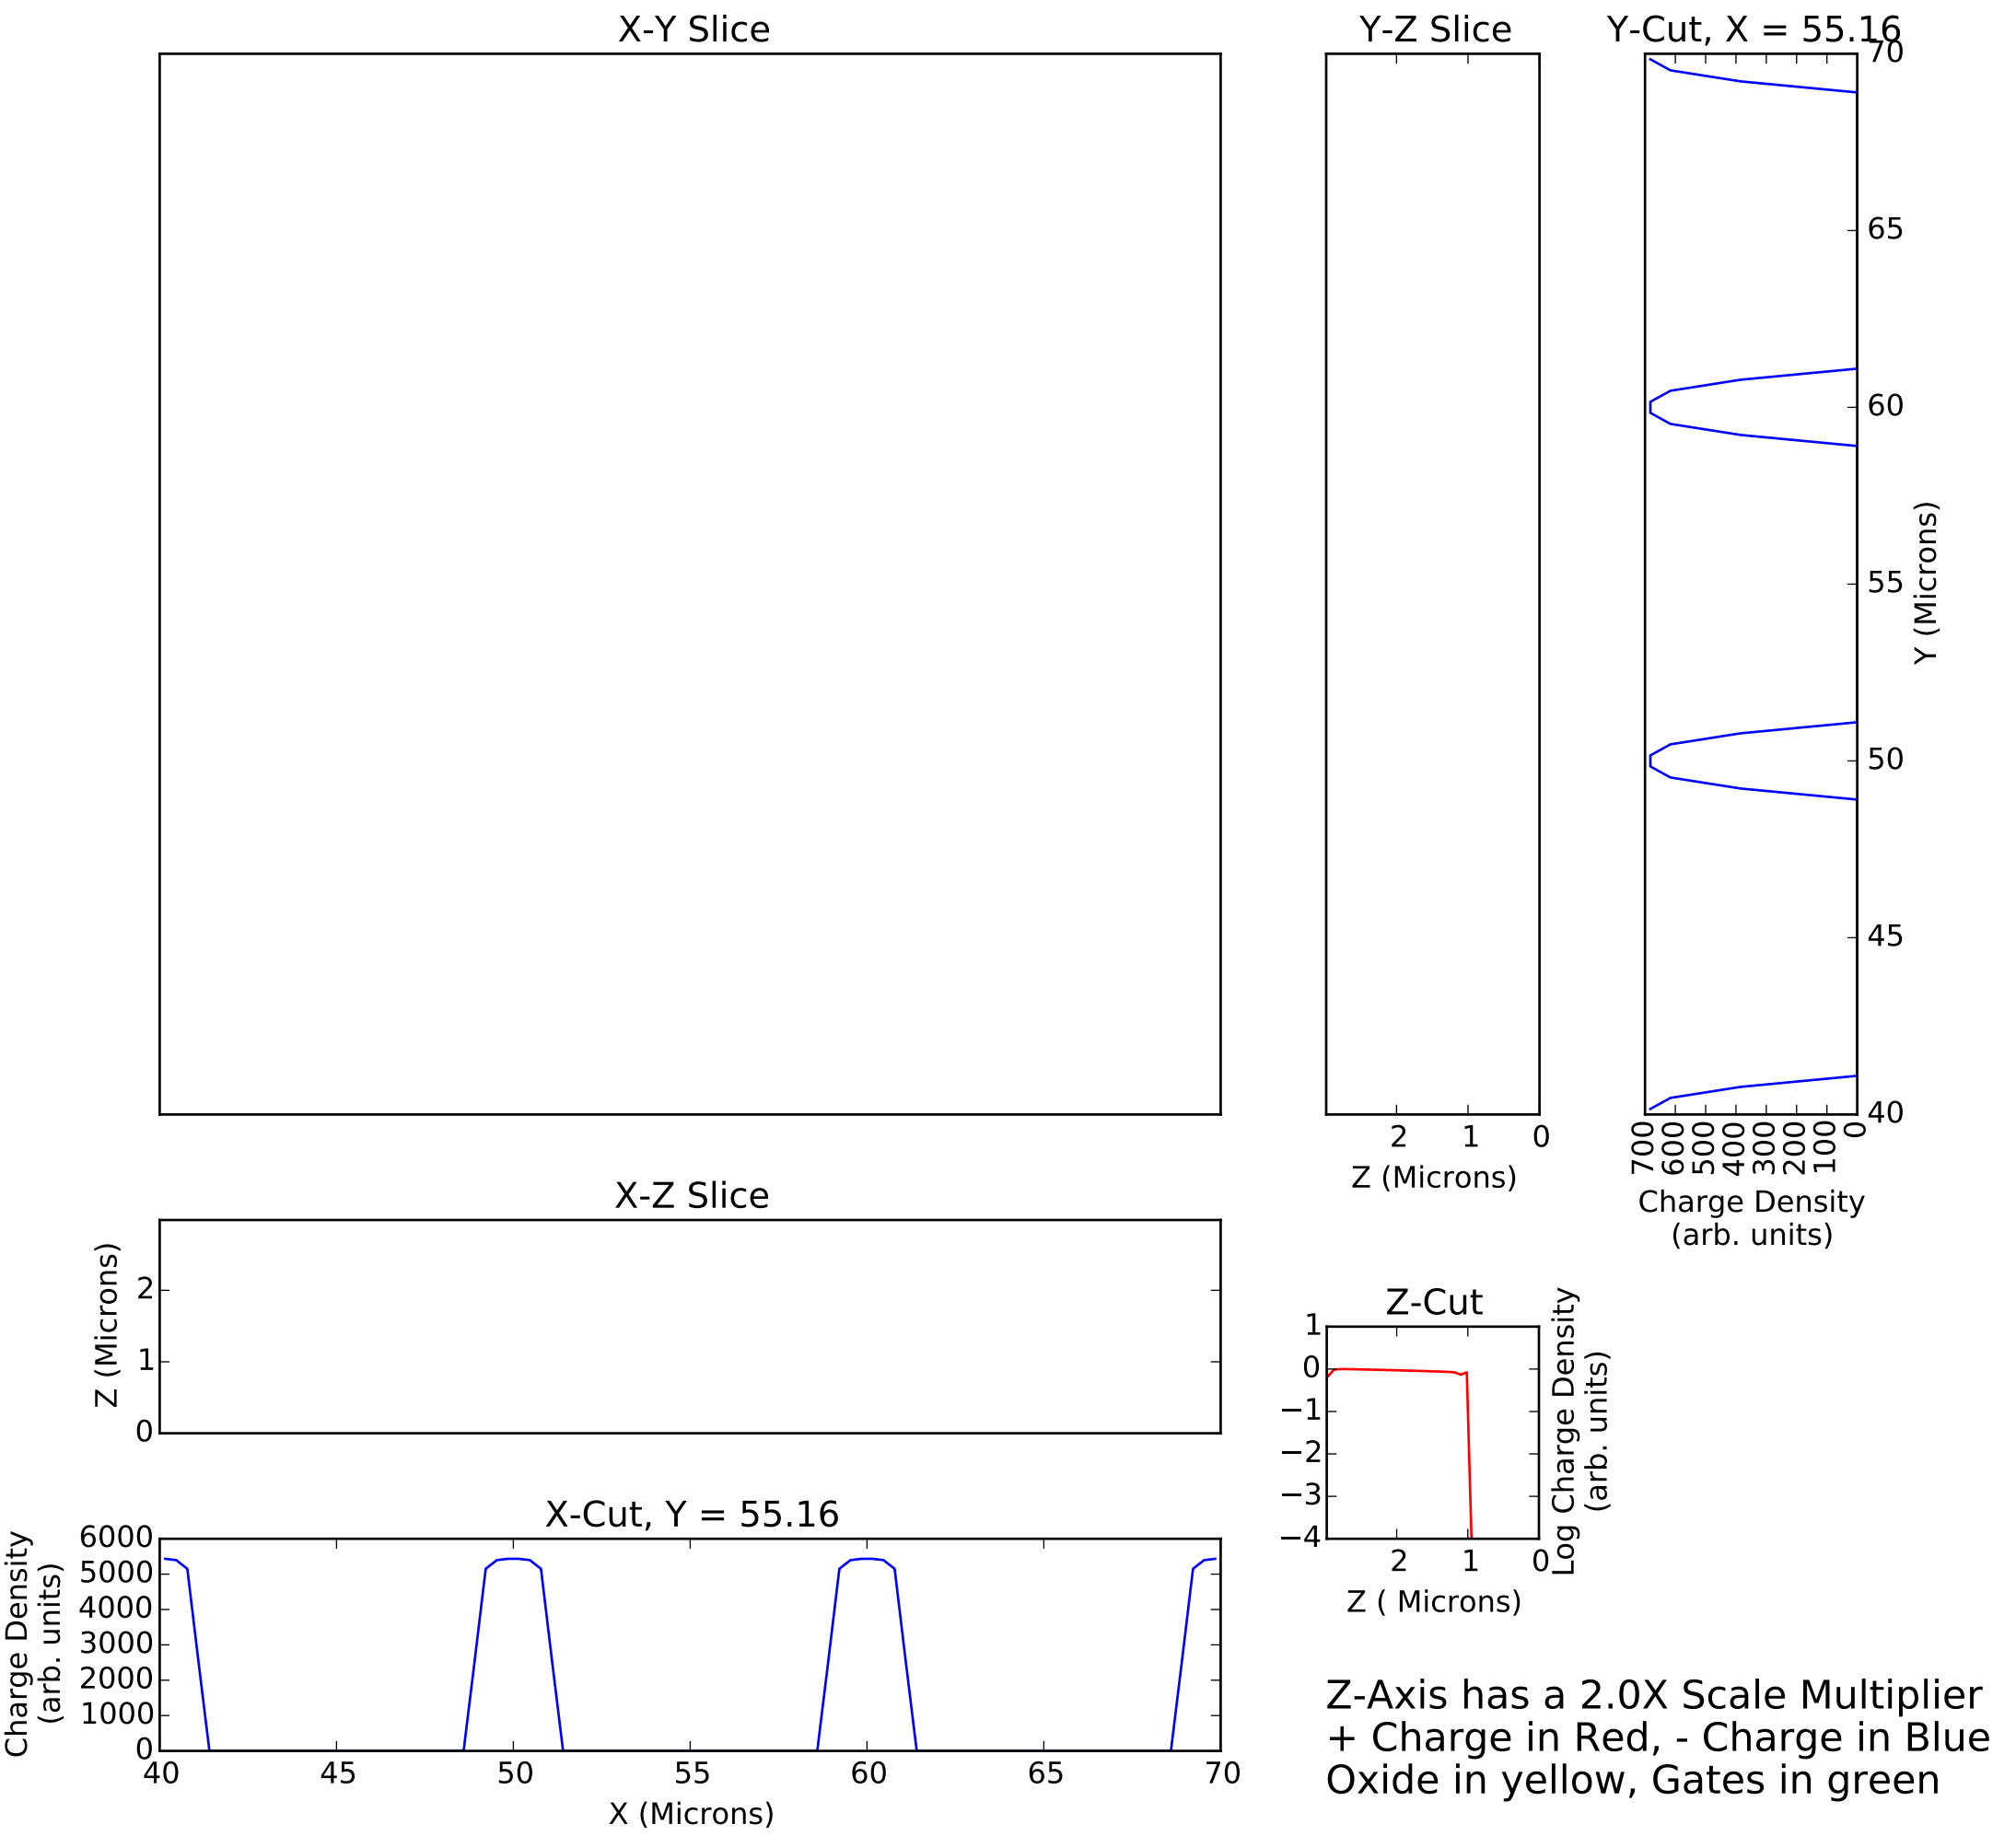 X-Y Slice
Y-Z Slice
Y-Cut, X = 55.16
70
65
60
55
50
45
40
Y (Microns)
2 1 0
Z (Microns)
700 600 500 400 300 200 100 0
Charge Density
(arb. units)
X-Z Slice
Z (Microns)
2
1
0
Z-Cut
1
0
−1
−2
−3
−4
2 1 0
Z ( Microns)
Log Charge Density
(arb. units)
X-Cut, Y = 55.16
Charge Density
(arb. units)
6000
5000
4000
3000
2000
1000
0
40 45 50 55 60 65 70
X (Microns)
Z-Axis has a 2.0X Scale Multiplier
+ Charge in Red, - Charge in Blue
Oxide in yellow, Gates in green